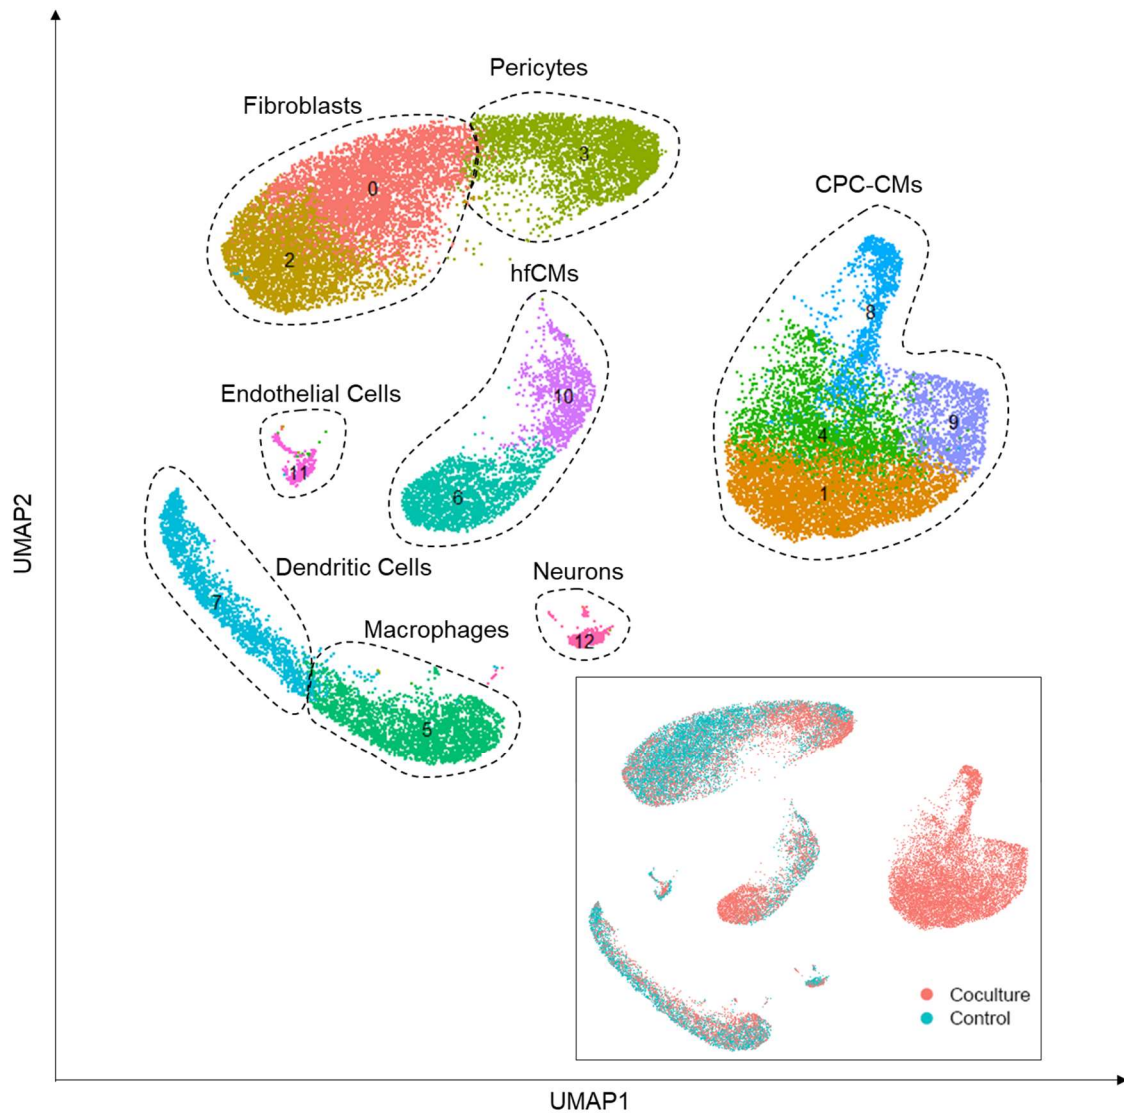 Pericytes
Fibroblasts
3
CPC-CMs
0
2
hfCMs
8
Endothelial Cells
10
9
4
11
6
1
UMAP2
Dendritic Cells
Neurons
7
Macrophages
12
5
Coculture
Control
UMAP1